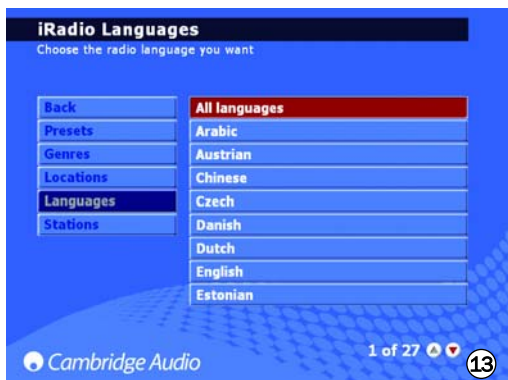 iRadio Languages
Choose the radio language you want
Back
Presets
Genres
Locations
Languages
Stations
All languages
Arabic
Austrian
Chinese
Czech
Danish
Dutch
English
Estonian
1 of 27
Cambridge Audio
13